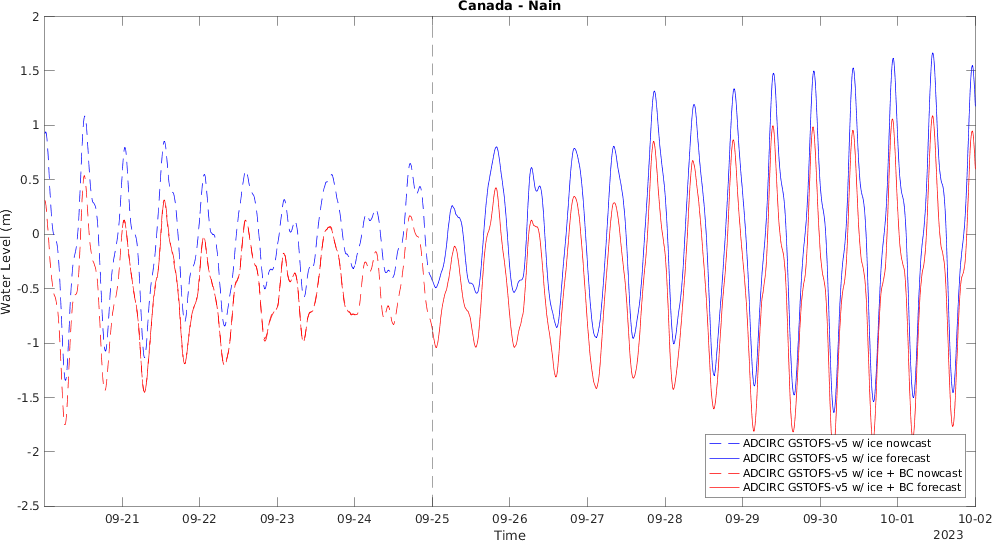 Canada - Nain
2
1.5
1
0.5
0
-0.5
-1
-1.5
-2
-2.5
Water Level (m)
09-21 09-22 09-23 09-24 09-25 09-26 09-27 09-28 09-29 09-30 10-01 10-02
Time
2023
ADCIRC GSTOFS-v5 w/ ice nowcast
ADCIRC GSTOFS-v5 w/ ice forecast
ADCIRC GSTOFS-v5 w/ ice + BC nowcast
ADCIRC GSTOFS-v5 w/ ice + BC forecast